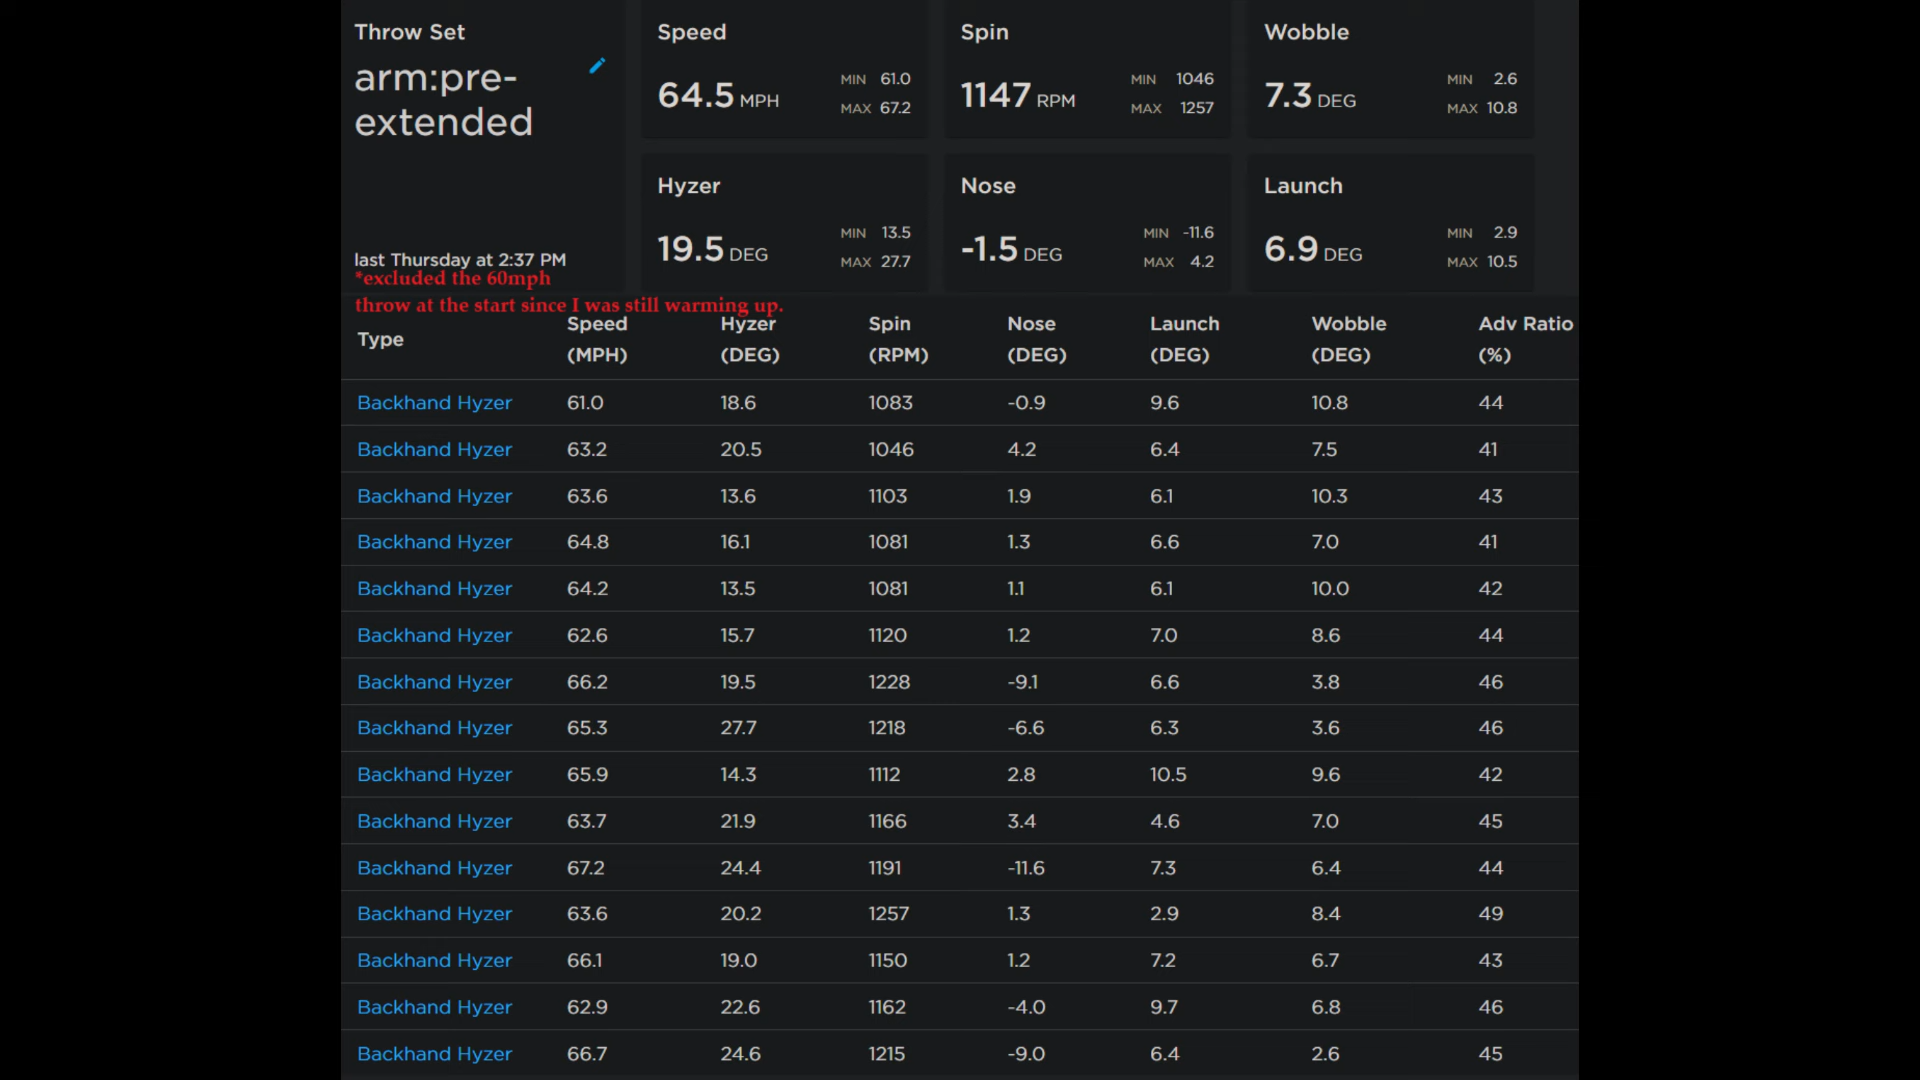 Throw Set
arm:pre-
extended
last Thursday at 2:37 PM
*excluded the 60mph
throw at the start since I was still warming up.
Speed
64.5 MPH
MIN 61.0
MAX 67.2
Spin
1147 RPM
MIN 1046
MAX 1257
Wobble
7.3 DEG
MIN 2.6
MAX 10.8
Hyzer
19.5 DEG
MIN 13.5
MAX 27.7
Nose
-1.5 DEG
MIN -11.6
MAX 4.2
Launch
6.9 DEG
MIN 2.9
MAX 10.5
Type Speed (MPH) Hyzer (DEG) Spin (RPM) Nose (DEG) Launch (DEG) Wobble (DEG) Adv Ratio (%)
Backhand Hyzer 61.0 18.6 1083 -0.9 9.6 10.8 44
Backhand Hyzer 63.2 20.5 1046 4.2 6.4 7.5 41
Backhand Hyzer 63.6 13.6 1103 1.9 6.1 10.3 43
Backhand Hyzer 64.8 16.1 1081 1.3 6.6 7.0 41
Backhand Hyzer 64.2 13.5 1081 1.1 6.1 10.0 42
Backhand Hyzer 62.6 15.7 1120 1.2 7.0 8.6 44
Backhand Hyzer 66.2 19.5 1228 -9.1 6.6 3.8 46
Backhand Hyzer 65.3 27.7 1218 -6.6 6.3 3.6 46
Backhand Hyzer 65.9 14.3 1112 2.8 10.5 9.6 42
Backhand Hyzer 63.7 21.9 1166 3.4 4.6 7.0 45
Backhand Hyzer 67.2 24.4 1191 -11.6 7.3 6.4 44
Backhand Hyzer 63.6 20.2 1257 1.3 2.9 8.4 49
Backhand Hyzer 66.1 19.0 1150 1.2 7.2 6.7 43
Backhand Hyzer 62.9 22.6 1162 -4.0 9.7 6.8 46
Backhand Hyzer 66.7 24.6 1215 -9.0 6.4 2.6 45